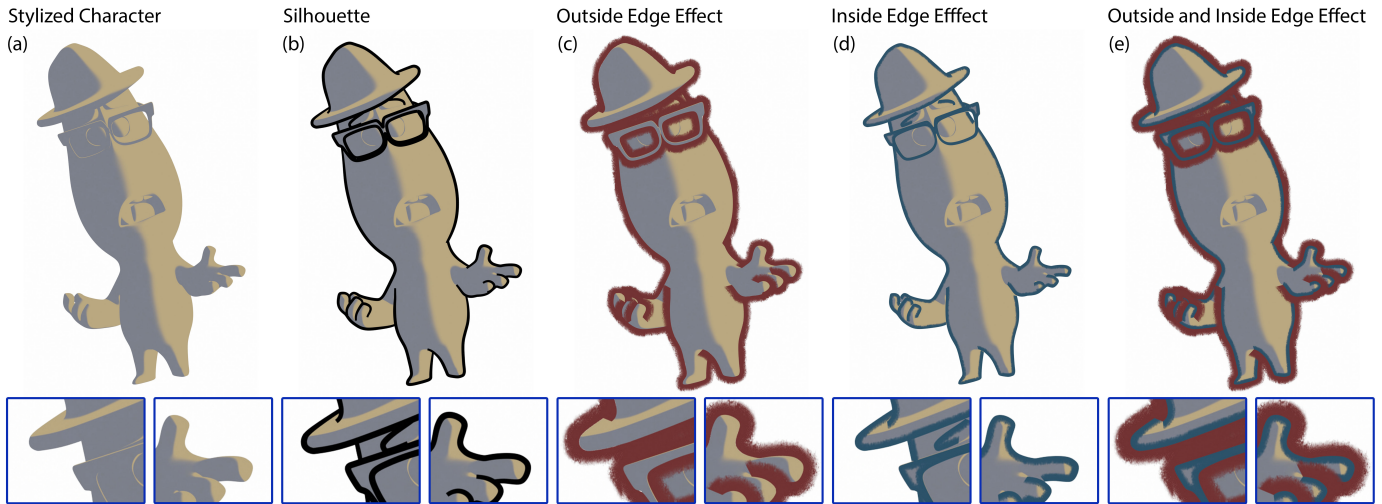 Stylized Character
Silhouette
Outside Edge Effect
Inside Edge Efffect
Outside and Inside Edge Effect
(a)
(b)
(c)
(d)
(e)